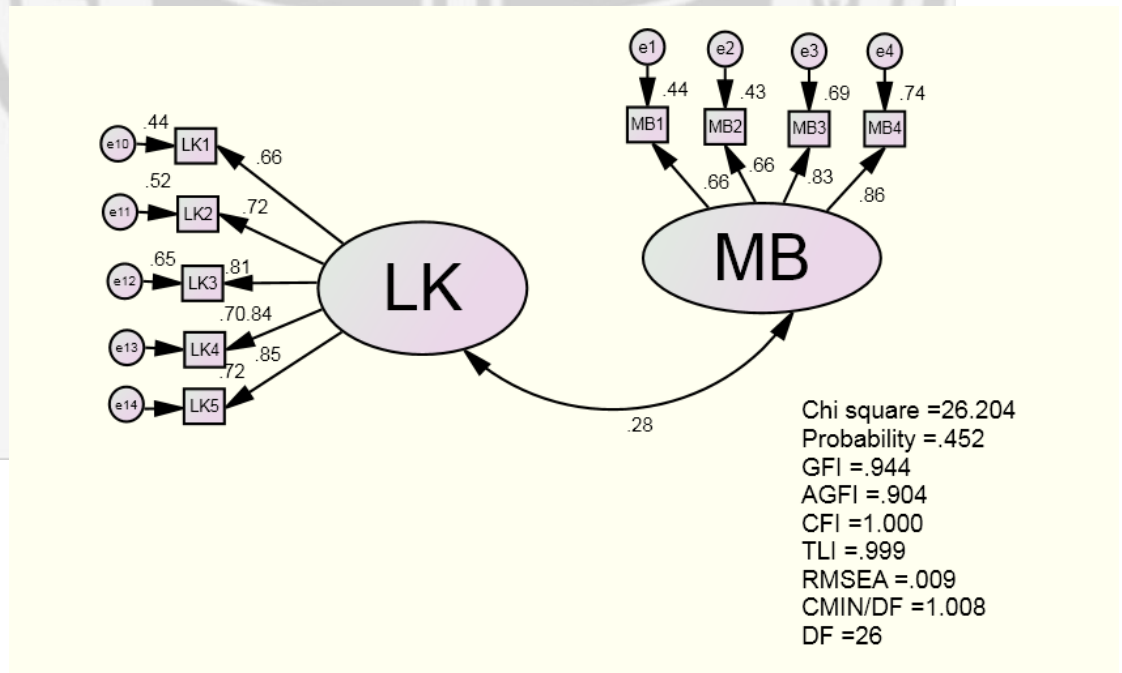 e1 e2 e3 e4
.44 .43 .69 .74
MB1 MB2 MB3 MB4
.66 .66 .83 .86
MB
e10 .44 LK1 .66
e11 .52 LK2 .72
e12 .65 LK3 .81
e13 .70 LK4 .84
e14 .72 LK5 .85
LK
.28
Chi square =26.204
Probability =.452
GFI =.944
AGFI =.904
CFI =1.000
TLI =.999
RMSEA =.009
CMIN/DF =1.008
DF =26